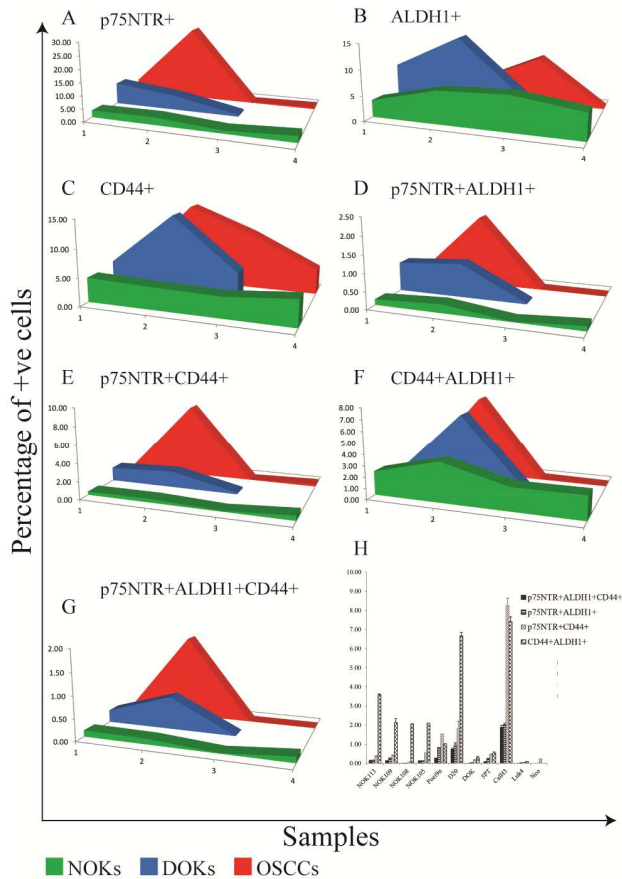 A p75NTR+
30.00
25.00
20.00
15.00
10.00
5.00
0.00
1 2 3 4
B ALDH1+
15
10
5
0
1 2 3 4
C CD44+
15.00
10.00
5.00
0.00
1 2 3 4
D p75NTR+ALDH1+
2.50
2.00
1.50
1.00
0.50
0.00
1 2 3 4
E p75NTR+CD44+
10.00
8.00
6.00
4.00
2.00
0.00
1 2 3 4
F CD44+ALDH1+
8.00
7.00
6.00
5.00
4.00
3.00
2.00
1.00
0.00
1 2 3 4
G p75NTR+ALDH1+CD44+
2.00
1.50
1.00
0.50
0.00
1 2 3 4
H
10.00
9.00
8.00
7.00
6.00
5.00
4.00
3.00
2.00
1.00
0.00
NOK113 NOK109 NOK108 NOK105 Poe9n D20 DOK 5PT CalH3 Luk4 Neo
p75NTR+ALDH1+CD44+
p75NTR+ALDH1+
p75NTR+CD44+
CD44+ALDH1+
Percentage of +ve cells
Samples
NOKs DOKs OSCCs